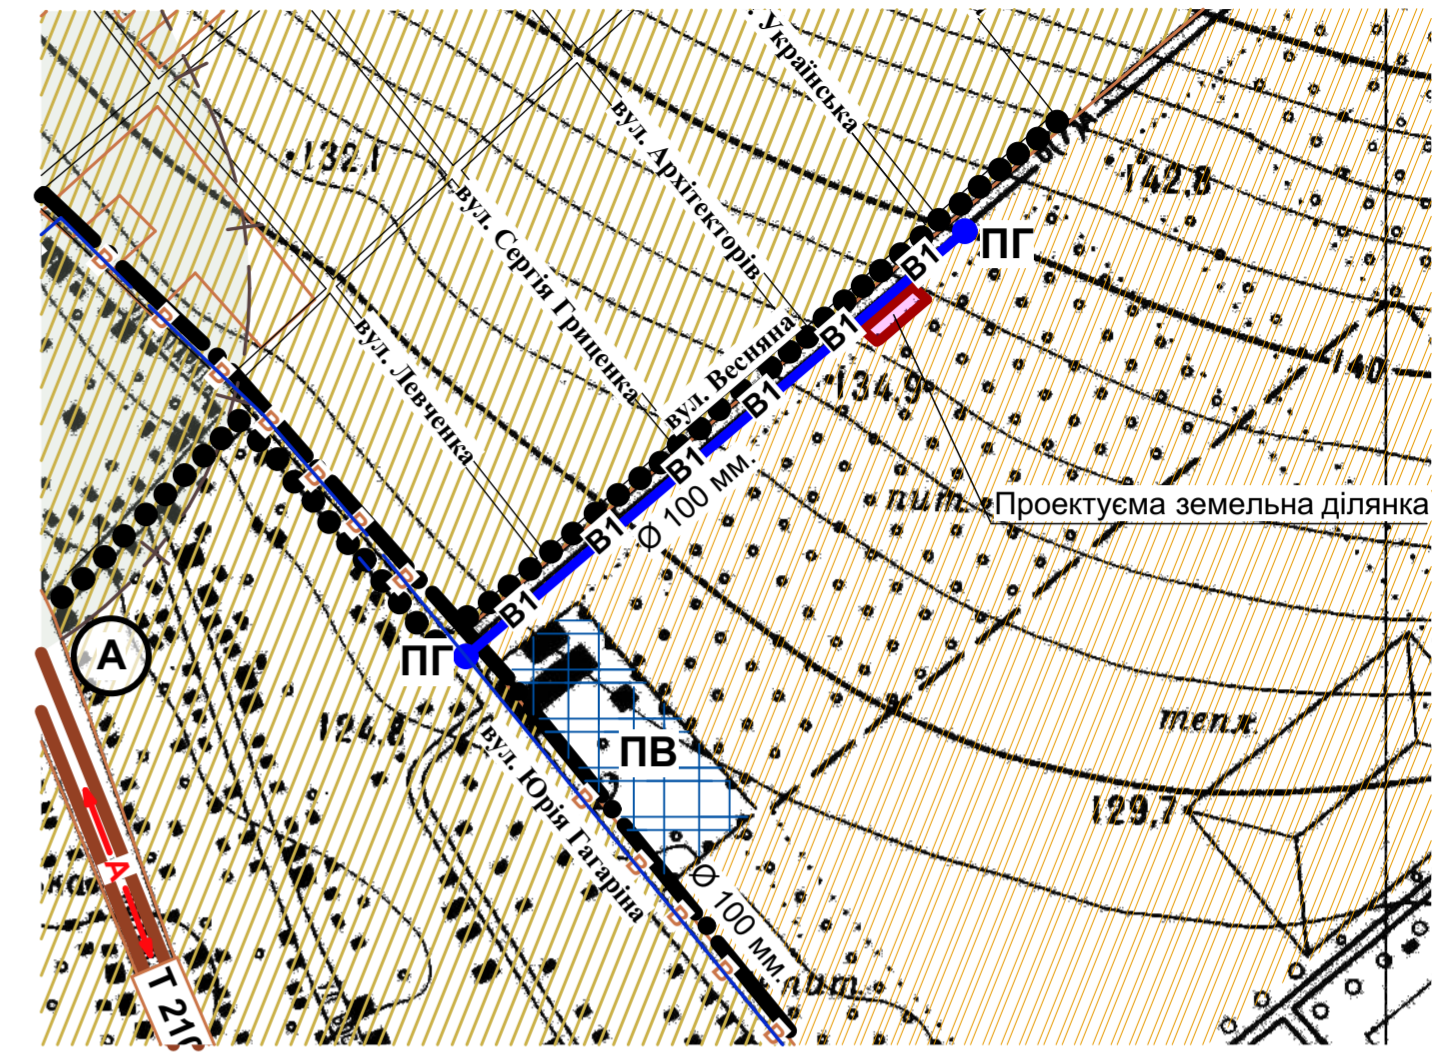 Українська
вул. Архітекторів
132,1
вул. Сергія Гриценка
142.8
ПГ
В1
вул. Весняна
В1
вул. Левченка
140
В1
134.9
В1
Ø 100 мм.
пит.
Проектуєма земельна ділянка
В1
В1
А
ПГ
124.8
вул. Юрія Гагаріна
ПВ
тепл.
129,7
А
Ø 100 мм.
пит.
Т 210